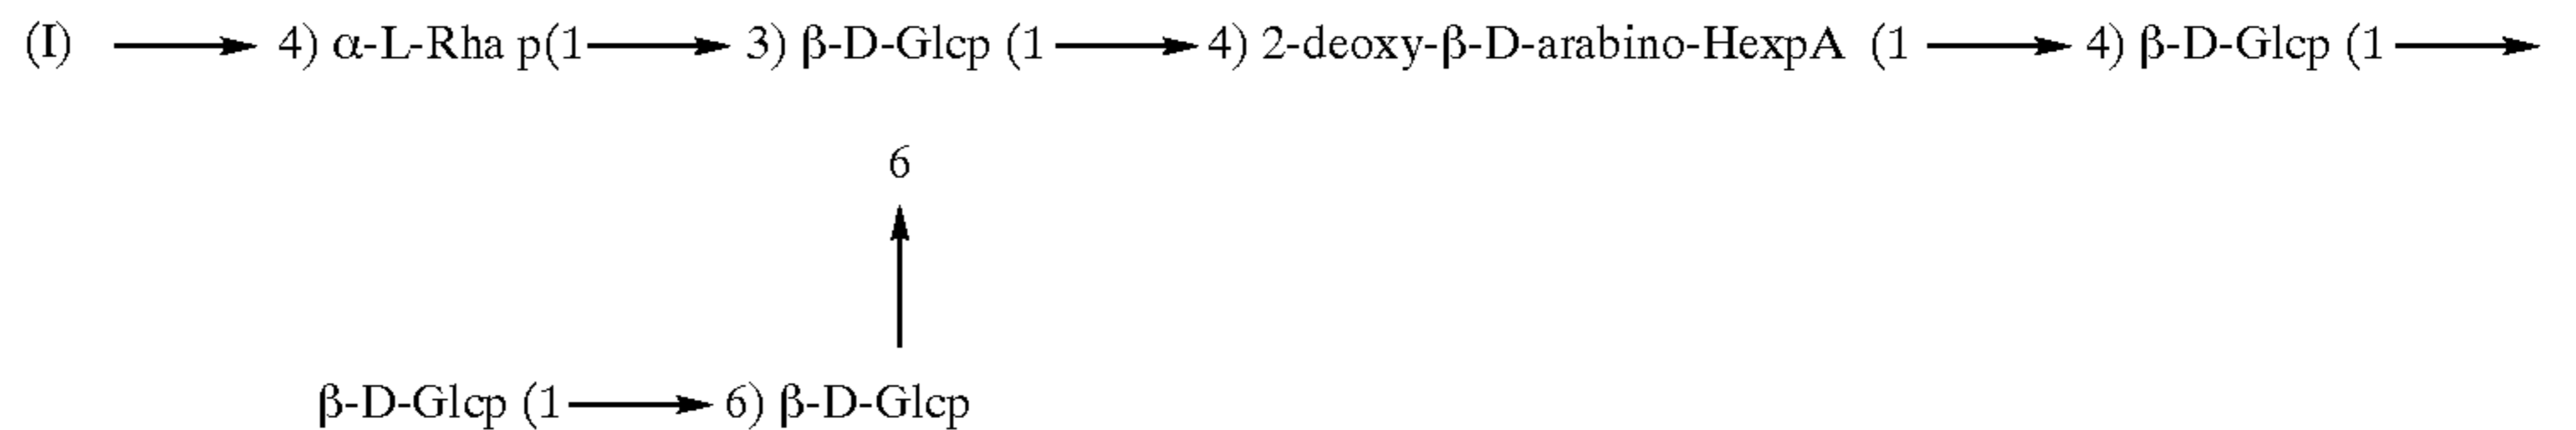 (I) ⟶ 4) α-L-Rha p(1 ⟶ 3) β-D-Glcp (1 ⟶ 4) 2-deoxy-β-D-arabino-HexpA (1 ⟶ 4) β-D-Glcp (1 ⟶
6
↑
β-D-Glcp (1 ⟶ 6) β-D-Glcp